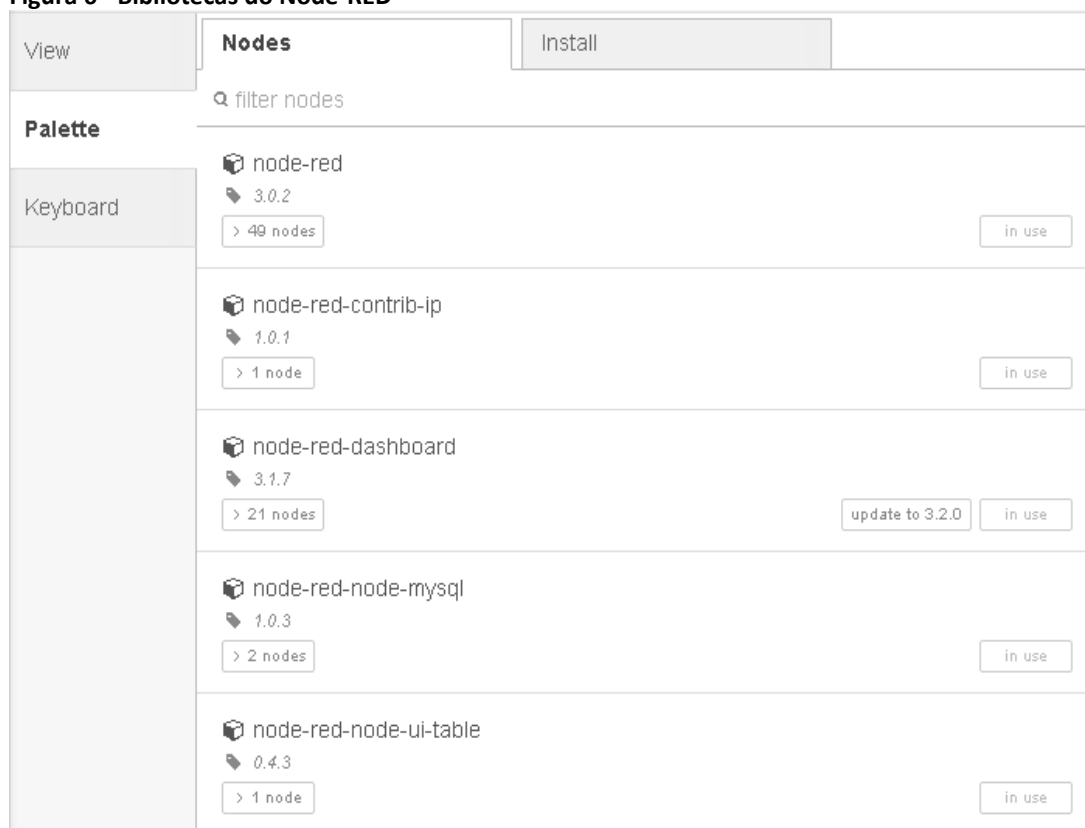 Figura 6 - Bibliotecas do Node-RED
View
Nodes
Install
filter nodes
Palette
Keyboard
node-red
3.0.2
> 49 nodes
in use
node-red-contrib-ip
1.0.1
> 1 node
in use
node-red-dashboard
3.1.7
> 21 nodes
update to 3.2.0
in use
node-red-node-mysql
1.0.3
> 2 nodes
in use
node-red-node-ui-table
0.4.3
> 1 node
in use